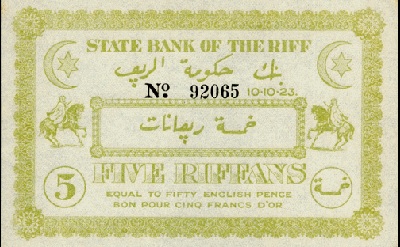 STATE BANK OF THE RIFF
بنك حكومة الريف
Nº 92065 10-10-23.
خمسة ريفانات
FIVE RIFFANS
5 خمسة
EQUAL TO FIFTY ENGLISH PENCE
BON POUR CINQ FRANCS D'OR